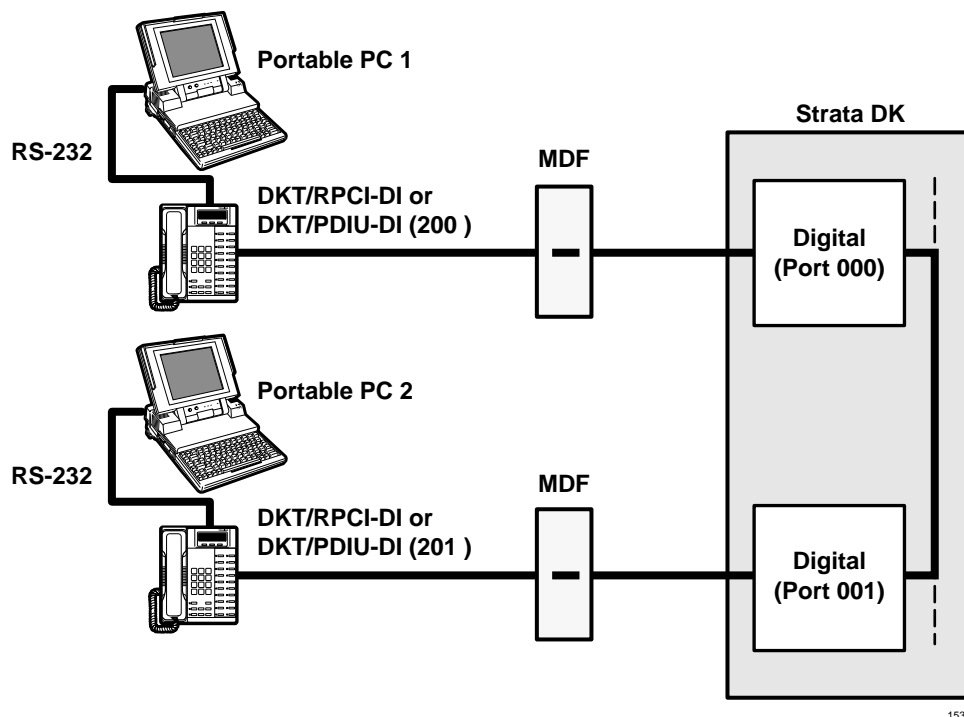 Portable PC 1
Strata DK
RS-232
MDF
DKT/RPCI-DI or
DKT/PDIU-DI (200 )
Digital
(Port 000)
Portable PC 2
RS-232
MDF
DKT/RPCI-DI or
DKT/PDIU-DI (201 )
Digital
(Port 001)
153